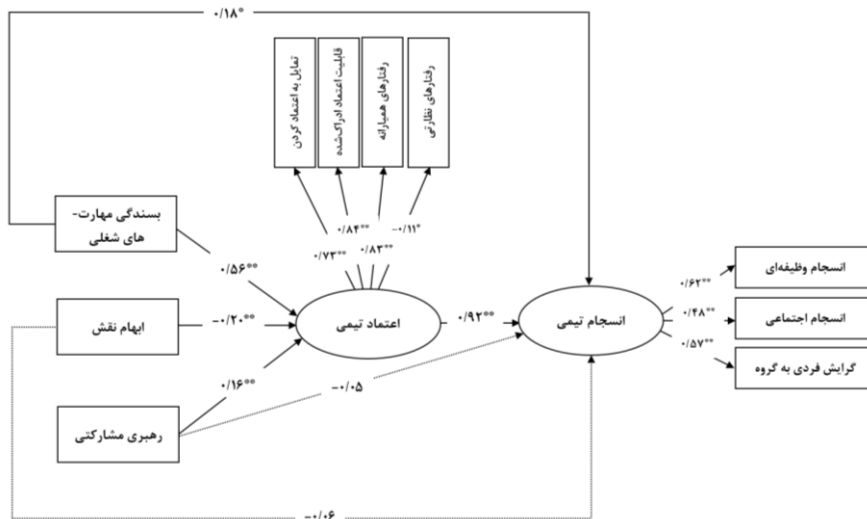 ۰/۱۸*
تمایل به اعتماد کردن
قابلیت اعتماد ادراک‌شده
رفتارهای همیارانه
رفتارهای نظارتی
۰/۷۳**
۰/۸۴**
۰/۸۳**
-۰/۱۱*
بسندگی مهارت-
های شغلی
۰/۵۶**
ابهام نقش
-۰/۲۰**
رهبری مشارکتی
۰/۱۶**
اعتماد تیمی
۰/۹۲**
انسجام تیمی
-۰/۰۵
انسجام وظیفه‌ای
۰/۶۲**
انسجام اجتماعی
۰/۴۸**
گرایش فردی به گروه
۰/۵۷**
-۰/۰۶